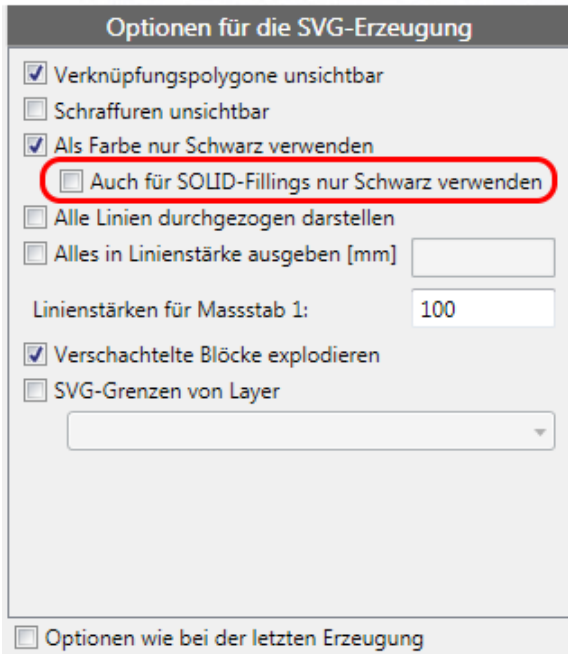 Optionen für die SVG-Erzeugung
Verknüpfungspolygone unsichtbar
Schraffuren unsichtbar
Als Farbe nur Schwarz verwenden
Auch für SOLID-Fillings nur Schwarz verwenden
Alle Linien durchgezogen darstellen
Alles in Linienstärke ausgeben [mm]
Linienstärken für Massstab 1: 100
Verschachtelte Blöcke explodieren
SVG-Grenzen von Layer
Optionen wie bei der letzten Erzeugung